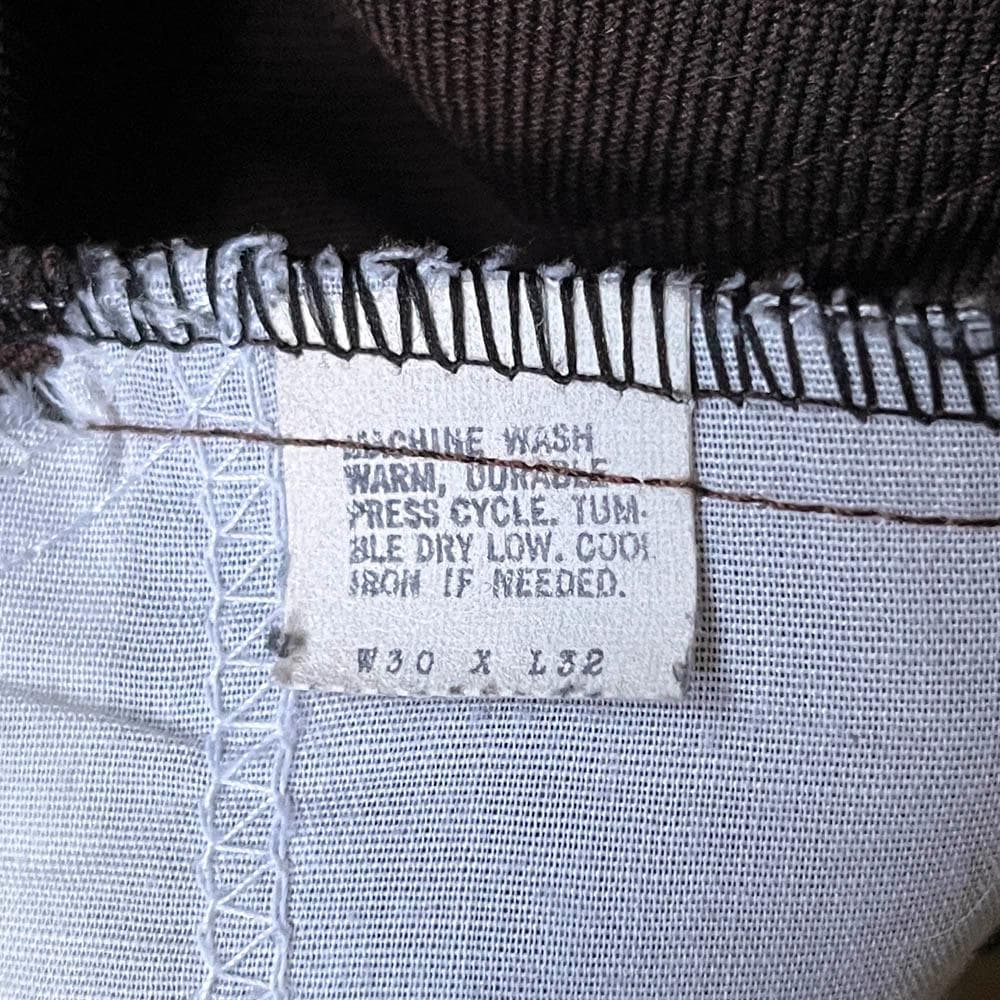 MACHINE WASH
WARM, DURABLE
PRESS CYCLE. TUM-
BLE DRY LOW. COOL
IRON IF NEEDED.
W30 X L32